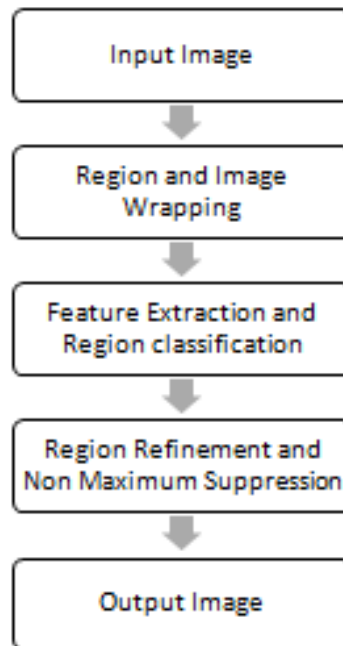 Input Image
Region and Image
Wrapping
Feature Extraction and
Region classification
Region Refinement and
Non Maximum Suppression
Output Image